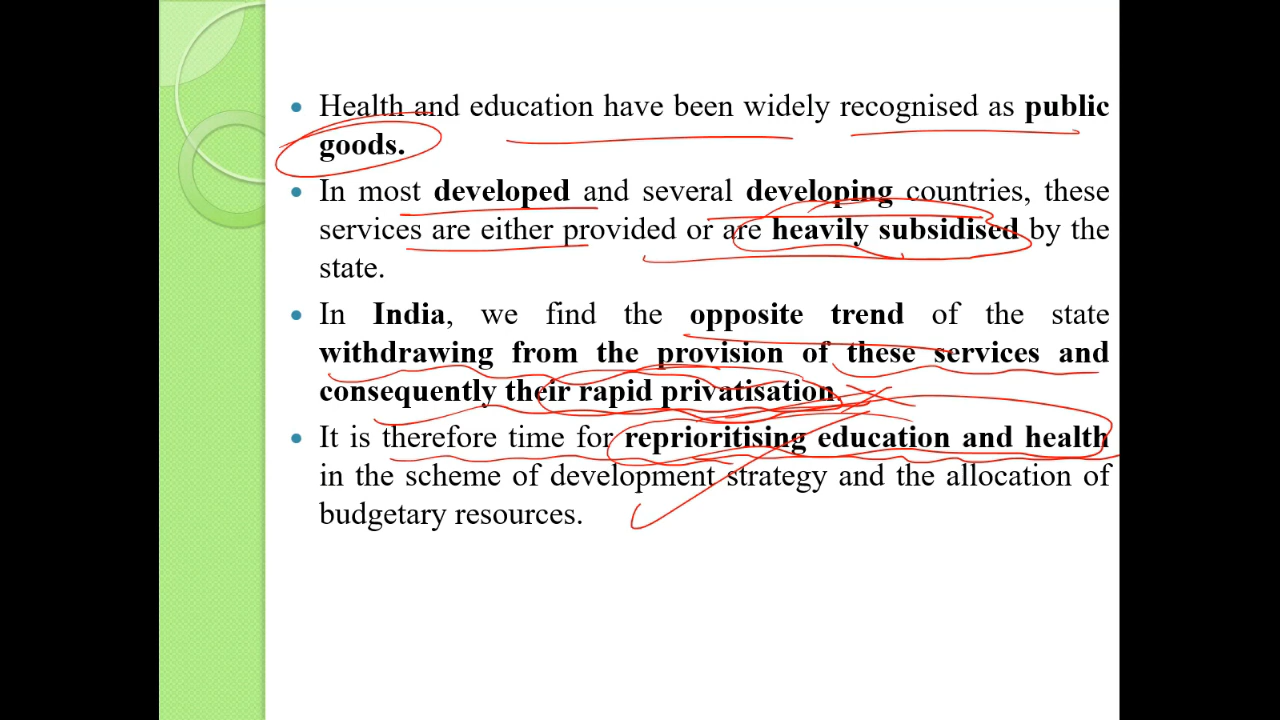 Health and education have been widely recognised as public
goods.
In most developed and several developing countries, these
services are either provided or are heavily subsidised by the
state.
In India, we find the opposite trend of the state
withdrawing from the provision of these services and
consequently their rapid privatisation.
It is therefore time for reprioritising education and health
in the scheme of development strategy and the allocation of
budgetary resources.